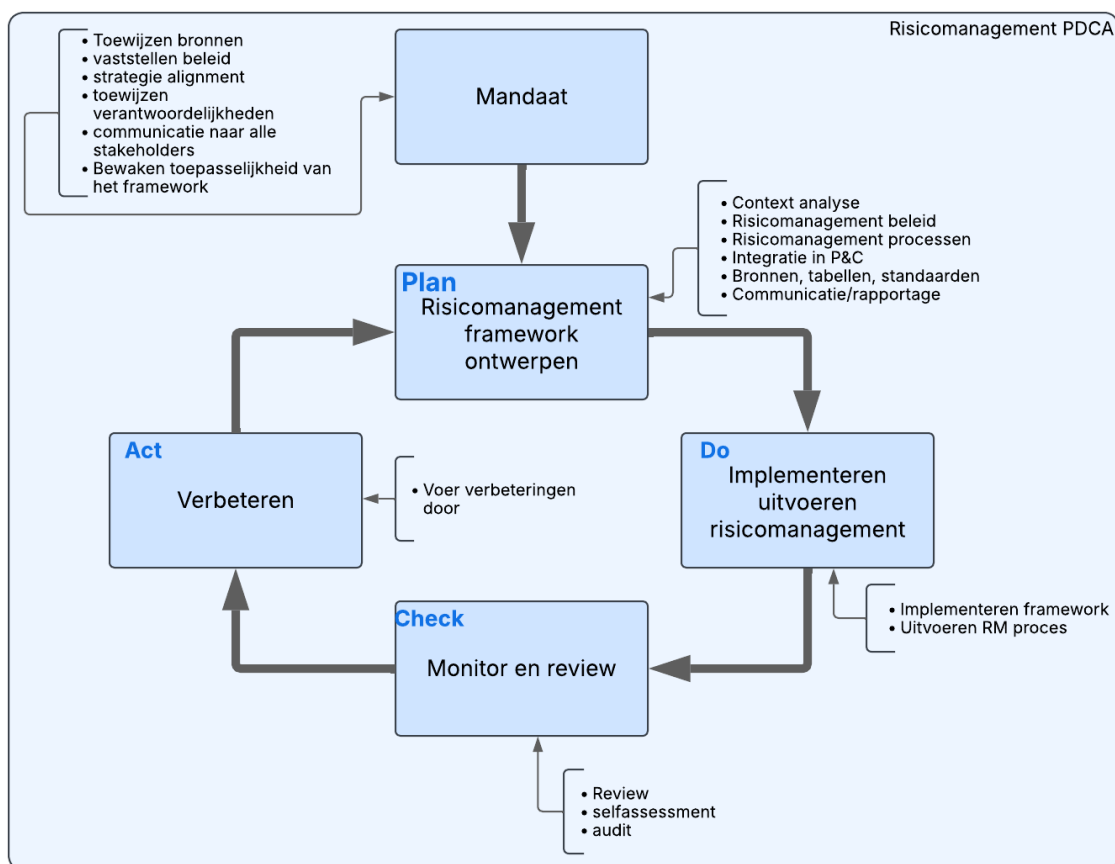 Risicomanagement PDCA
• Toewijzen bronnen
• vaststellen beleid
• strategie alignment
• toewijzen
verantwoordelijkheden
• communicatie naar alle
stakeholders
• Bewaken toepasselijkheid van
het framework
Mandaat
• Context analyse
• Risicomanagement beleid
• Risicomanagement processen
• Integratie in P&C
• Bronnen, tabellen, standaarden
• Communicatie/rapportage
Plan
Risicomanagement
framework
ontwerpen
Act
Verbeteren
• Voer verbeteringen
door
Do
Implementeren
uitvoeren
risicomanagement
• Implementeren framework
• Uitvoeren RM proces
Check
Monitor en review
• Review
• selfassessment
• audit